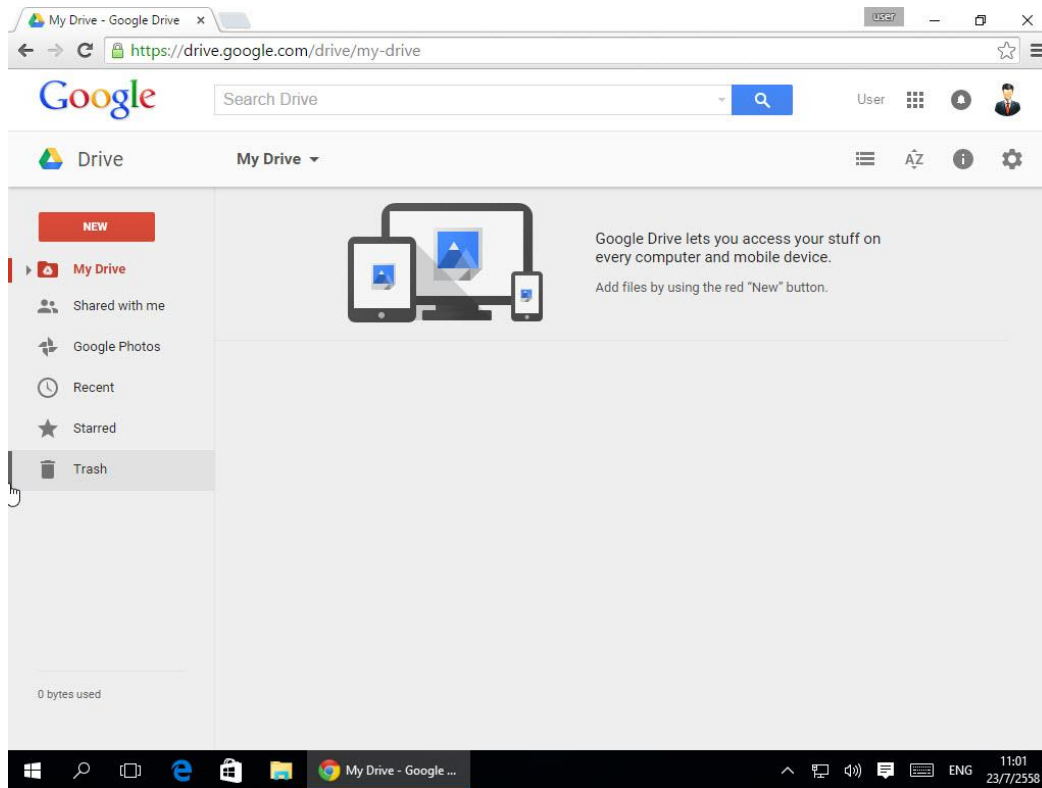 My Drive - Google Drive
user
https://drive.google.com/drive/my-drive
Google
Search Drive
User
Drive
My Drive
AZ
NEW
My Drive
Shared with me
Google Photos
Recent
Starred
Trash
Google Drive lets you access your stuff on
every computer and mobile device.
Add files by using the red “New” button.
0 bytes used
My Drive - Google ...
ENG
11:01
23/7/2558